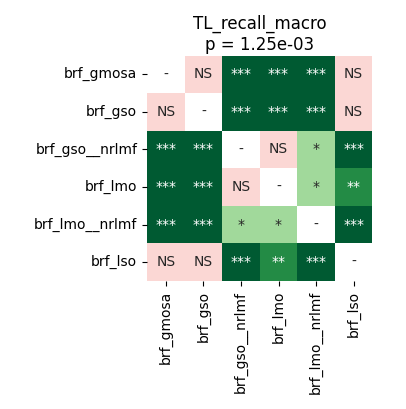 TL_recall_macro
p = 1.25e-03
brf_gmosa - NS *** *** *** NS
brf_gso NS - *** *** *** NS
brf_gso__nrlmf *** *** - NS * ***
brf_lmo *** *** NS - * **
brf_lmo__nrlmf *** *** * * - ***
brf_lso NS NS *** ** *** -
brf_gmosa
brf_gso
brf_gso__nrlmf
brf_lmo
brf_lmo__nrlmf
brf_lso